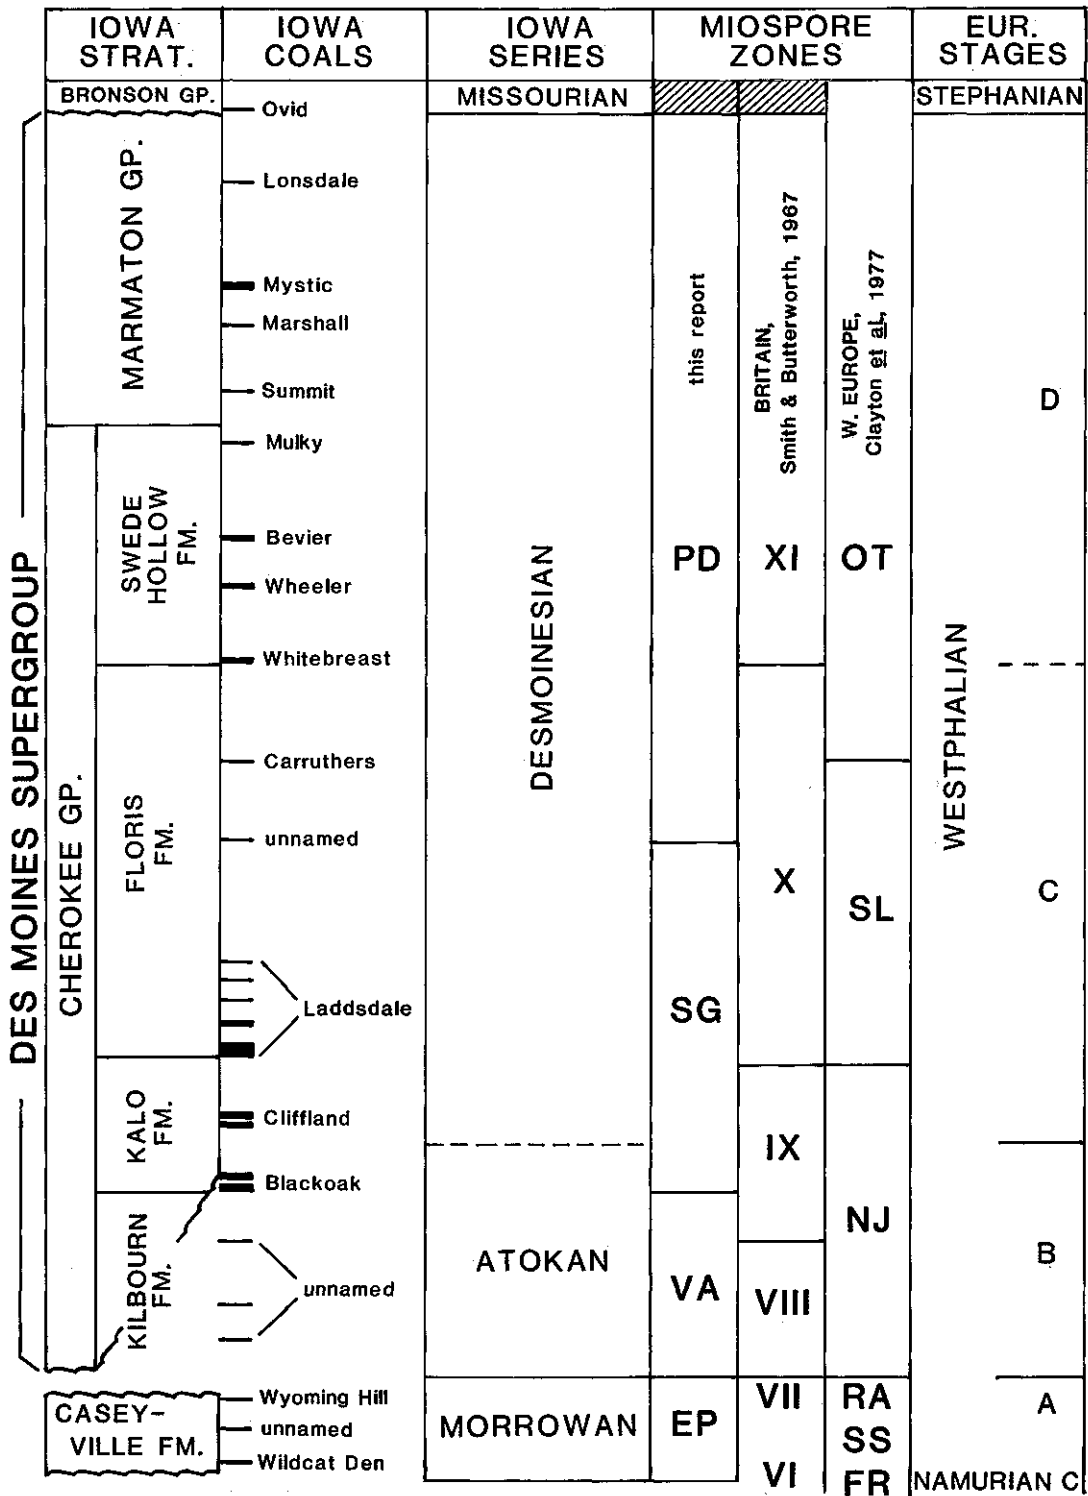 IOWA
STRAT.
IOWA
COALS
IOWA
SERIES
MIOSPORE
ZONES
EUR.
STAGES
BRONSON GP.
Ovid
MISSOURIAN
STEPHANIAN
DES MOINES SUPERGROUP
MARMATON GP.
Lonsdale
Mystic
Marshall
Summit
CHEROKEE GP.
SWEDE
HOLLOW
FM.
Mulky
Bevier
Wheeler
Whitebreast
FLORIS
FM.
Carruthers
unnamed
Laddsdale
KALO
FM.
Cliffland
Blackoak
KILBOURN
FM.
unnamed
CASEY-
VILLE FM.
Wyoming Hill
unnamed
Wildcat Den
DESMOINESIAN
ATOKAN
MORROWAN
this report
PD
SG
VA
EP
BRITAIN,
Smith & Butterworth, 1967
XI
X
IX
VIII
VII
VI
W. EUROPE,
Clayton et al, 1977
OT
SL
NJ
RA
SS
FR
WESTPHALIAN
D
C
B
A
NAMURIAN C